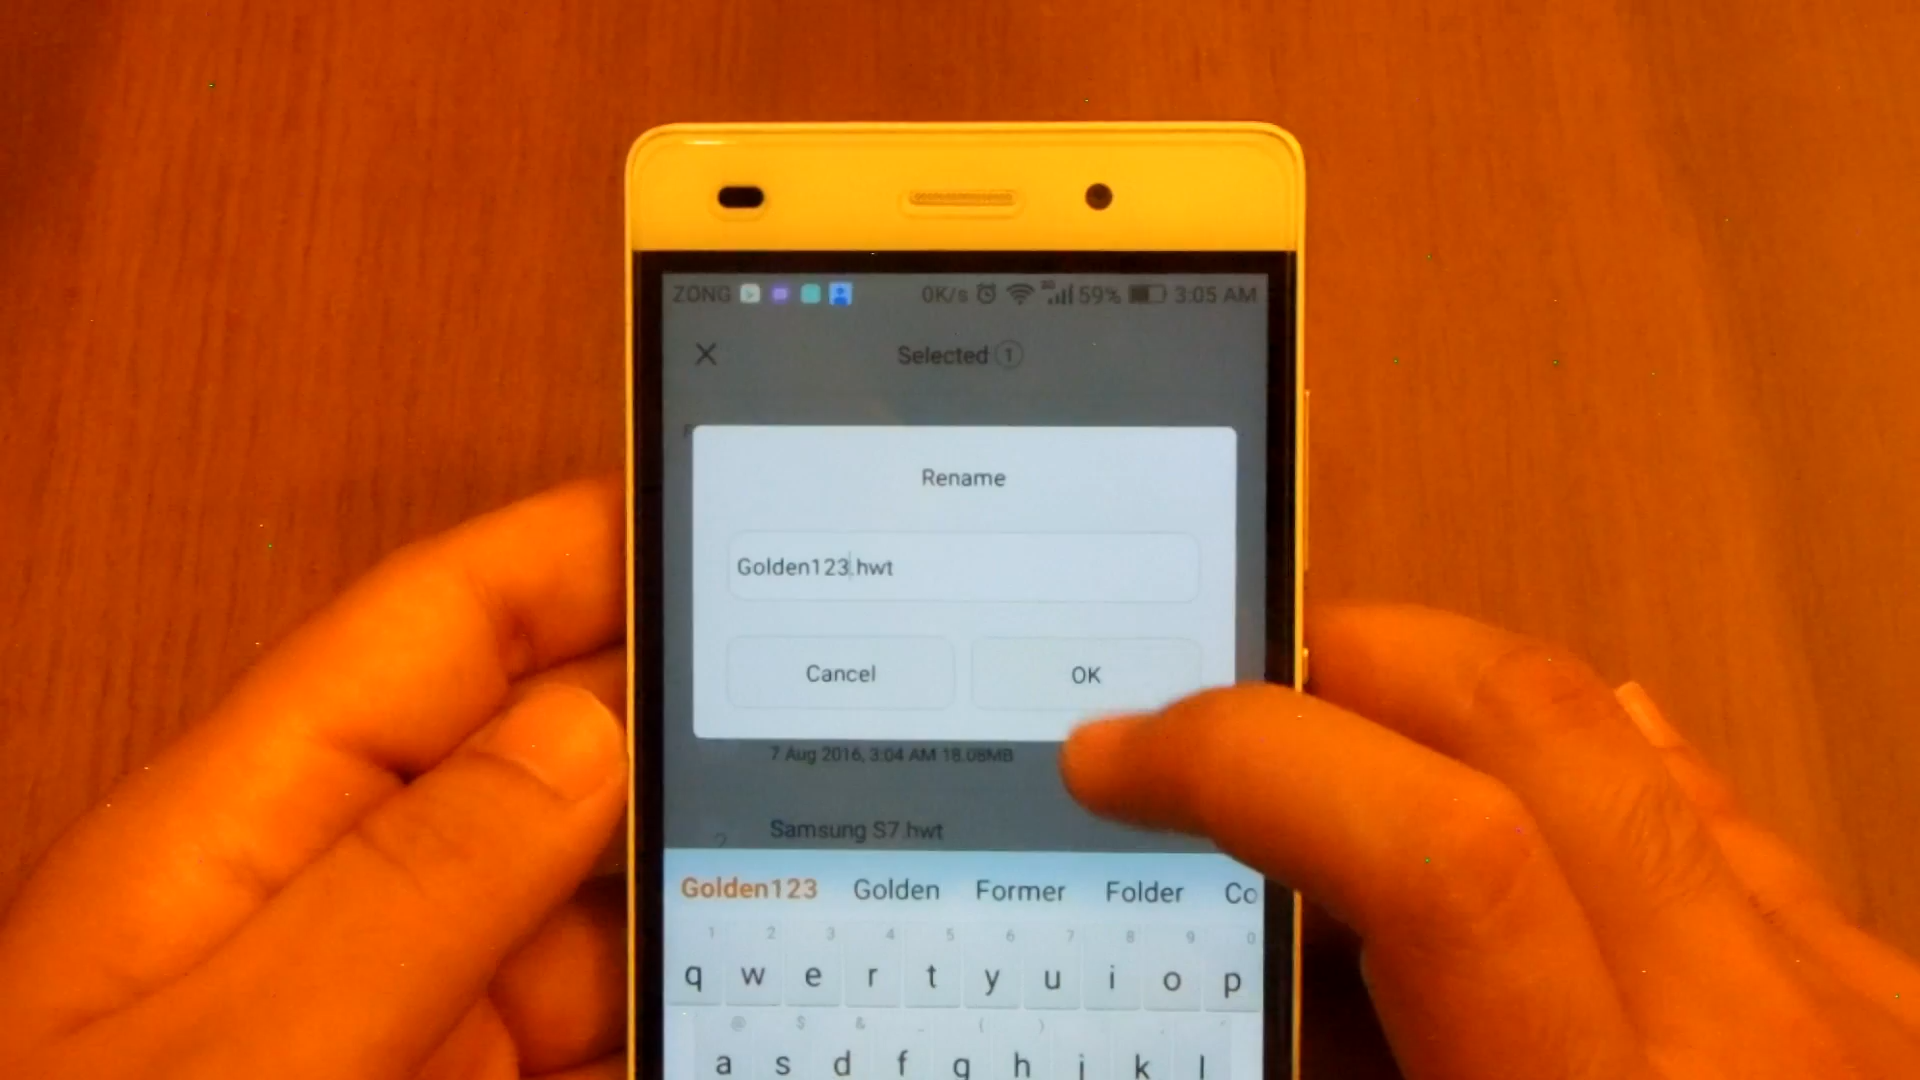 ZONG 0K/s 59% 3:05 AM
Selected 1
Rename
Golden123.hwt
Cancel OK
7 Aug 2016, 3:04 AM 18.08MB
Samsung S7.hwt
Golden123 Golden Former Folder Co
1 2 3 4 5 6 7 8 9 0
q w e r t y u i o p
@ $ & _ ( )
a s d f g h j k l